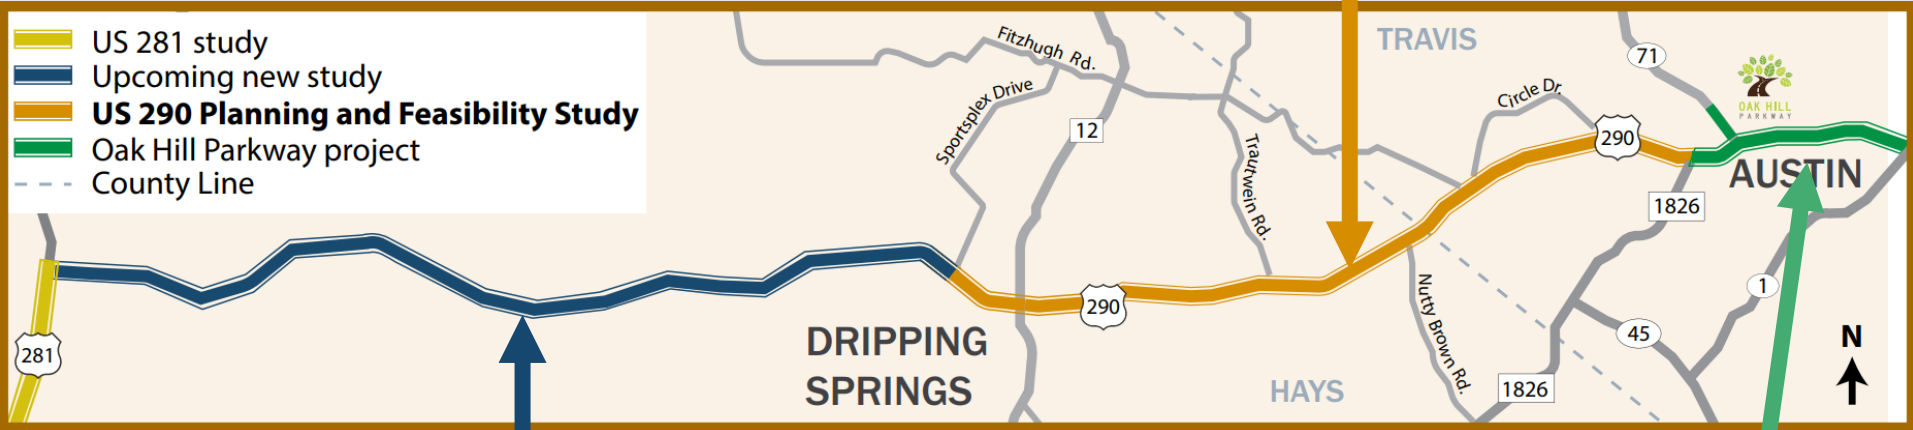 US 281 study
Upcoming new study
US 290 Planning and Feasibility Study
Oak Hill Parkway project
County Line
Fitzhugh Rd.
Sportsplex Drive
12
Trautwein Rd.
TRAVIS
Circle Dr.
290
71
OAK HILL
PARKWAY
AUSTIN
1826
1
45
N
281
290
DRIPPING
SPRINGS
HAYS
Nutty Brown Rd.
1826